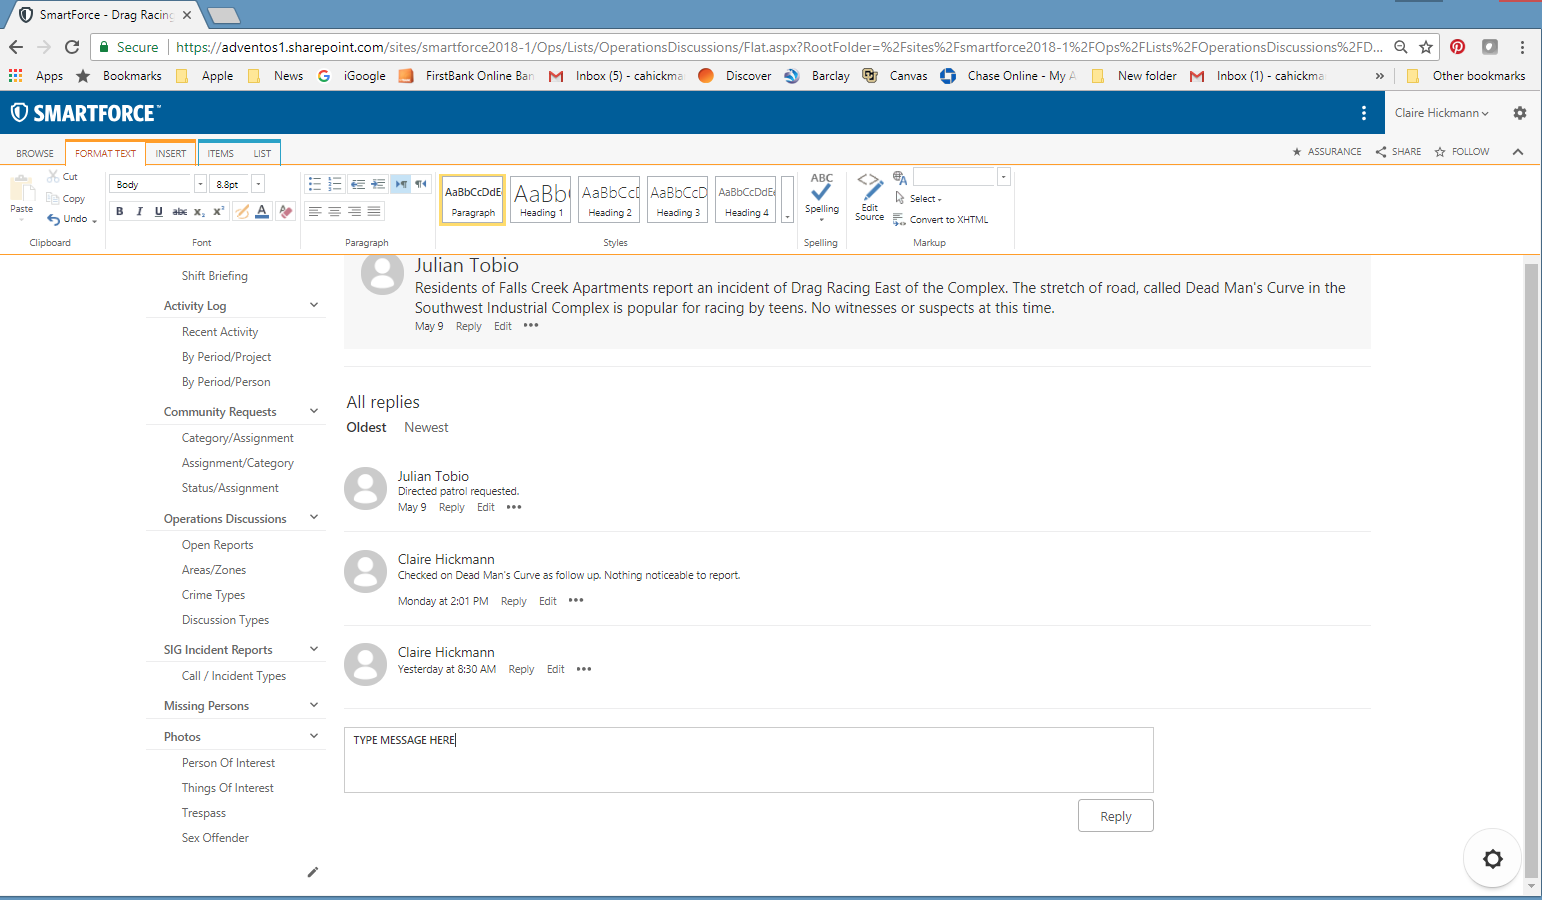 SmartForce - Drag Racing
Secure
https://adventos1.sharepoint.com/sites/smartforce2018-1/Ops/Lists/OperationsDiscussions/Flat.aspx?RootFolder=%2Fsites%2Fsmartforce2018-1%2FOps%2FLists%2FOperationsDiscussions%2FD...
Apps Bookmarks Apple News iGoogle FirstBank Online Ban Inbox (5) - cahickma Discover Barclay Canvas Chase Online - My A New folder Inbox (1) - cahickma » Other bookmarks
SMARTFORCE™
Claire Hickmann
BROWSE FORMAT TEXT INSERT ITEMS LIST ASSURANCE SHARE FOLLOW
Paste
Cut
Copy
Undo
Clipboard
Body 8.8pt
B I U abc x₂ x² A
Font
Paragraph
AaBbCcDdE AaBb( AaBbCcD AaBbCcD AaBbCcDdE
Paragraph Heading 1 Heading 2 Heading 3 Heading 4
Styles
ABC
Spelling
Spelling
Edit
Source
Select
Convert to XHTML
Markup
Shift Briefing
Activity Log
Recent Activity
By Period/Project
By Period/Person
Community Requests
Category/Assignment
Assignment/Category
Status/Assignment
Operations Discussions
Open Reports
Areas/Zones
Crime Types
Discussion Types
SIG Incident Reports
Call / Incident Types
Missing Persons
Photos
Person Of Interest
Things Of Interest
Trespass
Sex Offender
Julian Tobio
Residents of Falls Creek Apartments report an incident of Drag Racing East of the Complex. The stretch of road, called Dead Man's Curve in the
Southwest Industrial Complex is popular for racing by teens. No witnesses or suspects at this time.
May 9 Reply Edit •••
All replies
Oldest Newest
Julian Tobio
Directed patrol requested.
May 9 Reply Edit •••
Claire Hickmann
Checked on Dead Man's Curve as follow up. Nothing noticeable to report.
Monday at 2:01 PM Reply Edit •••
Claire Hickmann
Yesterday at 8:30 AM Reply Edit •••
TYPE MESSAGE HERE
Reply